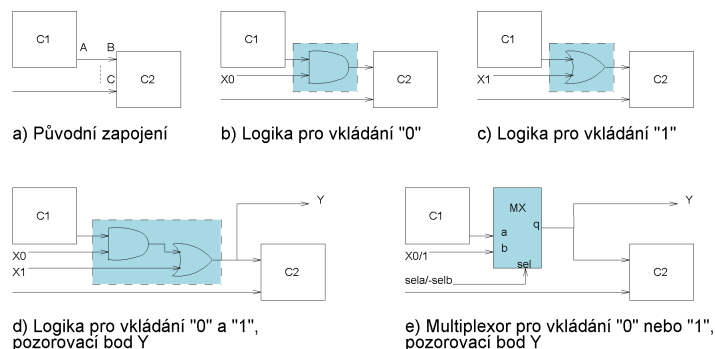 C1
A
B
C
C2
a) Původní zapojení
C1
X0
C2
b) Logika pro vkládání "0"
C1
X1
C2
c) Logika pro vkládání "1"
C1
X0
X1
Y
C2
d) Logika pro vkládání "0" a "1",
pozorovací bod Y
C1
X0/1
sela/-selb
MX
a
b
q
sel
Y
C2
e) Multiplexor pro vkládání "0" nebo "1",
pozorovací bod Y